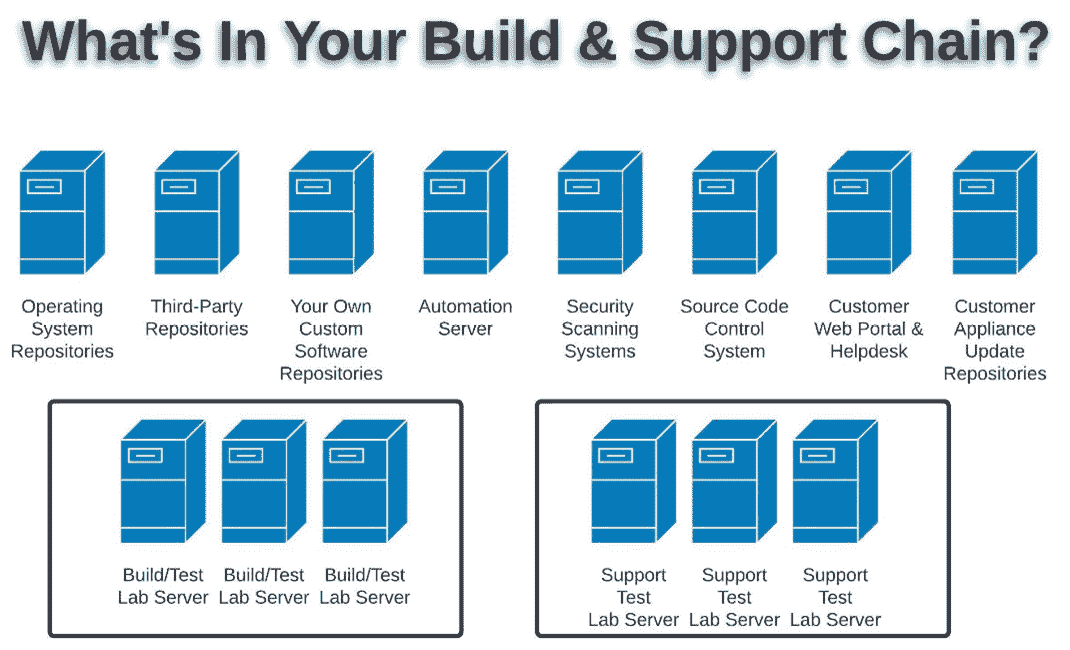 What's In Your Build & Support Chain?
Operating
System
Repositories
Third-Party
Repositories
Your Own
Custom
Software
Repositories
Automation
Server
Security
Scanning
Systems
Source Code
Control
System
Customer
Web Portal &
Helpdesk
Customer
Appliance
Update
Repositories
Build/Test
Lab Server
Build/Test
Lab Server
Build/Test
Lab Server
Support
Test
Lab Server
Support
Test
Lab Server
Support
Test
Lab Server